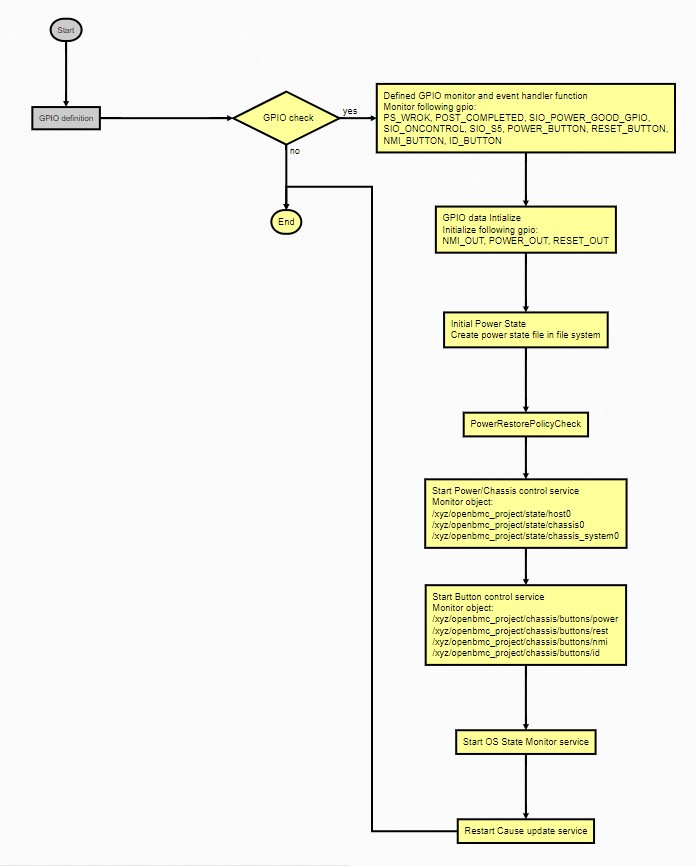 Start
GPIO definition
GPIO check
yes
no
End
Defined GPIO monitor and event handler function
Monitor following gpio:
PS_WROK, POST_COMPLETED, SIO_POWER_GOOD_GPIO,
SIO_ONCONTROL, SIO_S5, POWER_BUTTON, RESET_BUTTON,
NMI_BUTTON, ID_BUTTON
GPIO data Intialize
Initialize following gpio:
NMI_OUT, POWER_OUT, RESET_OUT
Initial Power State
Create power state file in file system
PowerRestorePolicyCheck
Start Power/Chassis control service
Monitor object:
/xyz/openbmc_project/state/host0
/xyz/openbmc_project/state/chassis0
/xyz/openbmc_project/state/chassis_system0
Start Button control service
Monitor object:
/xyz/openbmc_project/chassis/buttons/power
/xyz/openbmc_project/chassis/buttons/rest
/xyz/openbmc_project/chassis/buttons/nmi
/xyz/openbmc_project/chassis/buttons/id
Start OS State Monitor service
Restart Cause update service